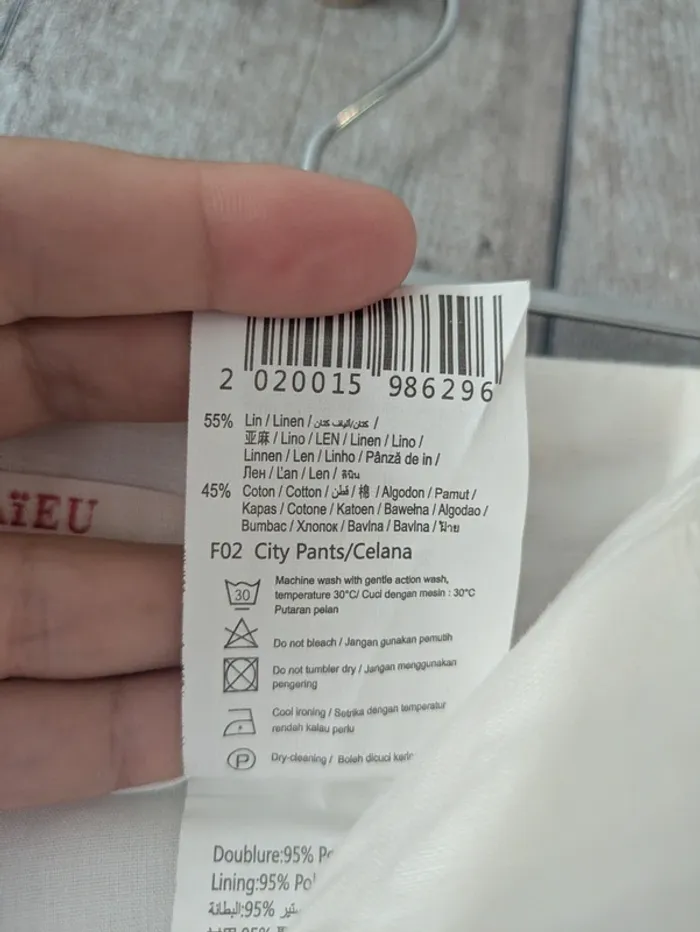 2 020015 986296
55% Lin / Linen / كتان/الياف كتان /
亚麻 / Lino / LEN / Linen / Lino /
Linnen / Len / Linho / Pânză de in /
Лен / L'an / Len / ลินิน
45% Coton / Cotton / قطن / 棉 / Algodon / Pamut /
Kapas / Cotone / Katoen / Bawełna / Algodao /
Bumbac / Хлопок / Bavlna / Bavlna / ฝ้าย
F02 City Pants/Celana
30
Machine wash with gentle action wash,
temperature 30°C/ Cuci dengan mesin : 30°C
Putaran pelan
Do not bleach / Jangan gunakan pemutih
Do not tumbler dry / Jangan menggunakan
pengering
Cool ironing / Setrika dengan temperatur
rendah kalau perlu
P
Dry-cleaning / Boleh dicuci
Doublure:95%
Lining:95%
البطانة:95%
ïEU